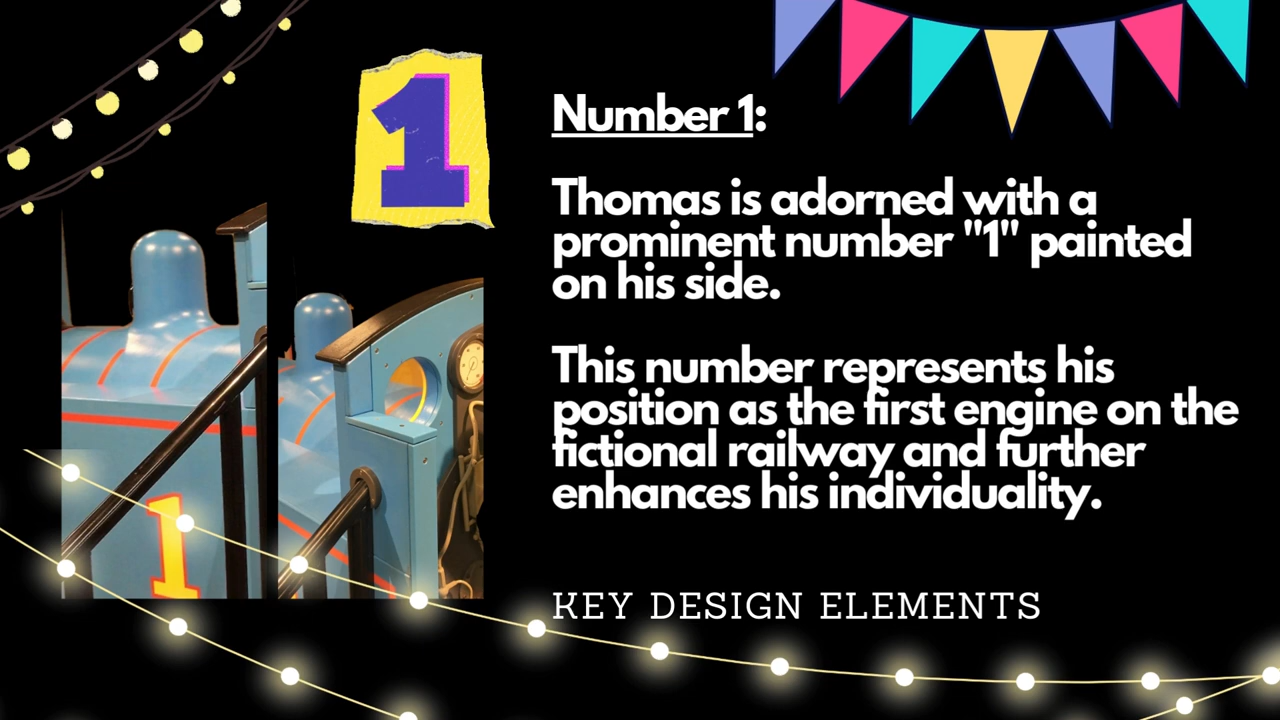 1
Number 1:
Thomas is adorned with a
prominent number "1" painted
on his side.
This number represents his
position as the first engine on the
fictional railway and further
enhances his individuality.
1
KEY DESIGN ELEMENTS